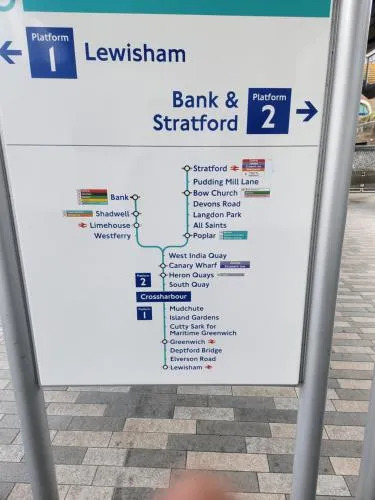 Platform
1
Lewisham
Bank &
Stratford
Platform
2
Stratford
Pudding Mill Lane
Bow Church
Devons Road
Langdon Park
All Saints
Poplar
Bank
Shadwell
Limehouse
Westferry
West India Quay
Canary Wharf
Heron Quays
South Quay
Platform
2
Crossharbour
Platform
1
Mudchute
Island Gardens
Cutty Sark for
Maritime Greenwich
Greenwich
Deptford Bridge
Elverson Road
Lewisham